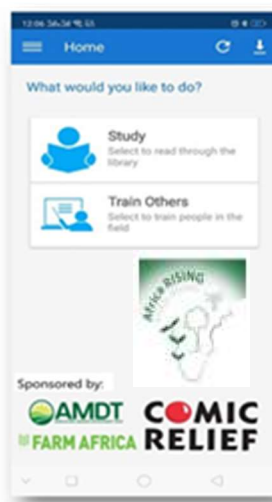 Home
What would you like to do?
Study
Select to read through the
library
Train Others
Select to train people in the
field
Africa RISING
Sponsored by:
AMDT
COMIC
RELIEF
FARM AFRICA